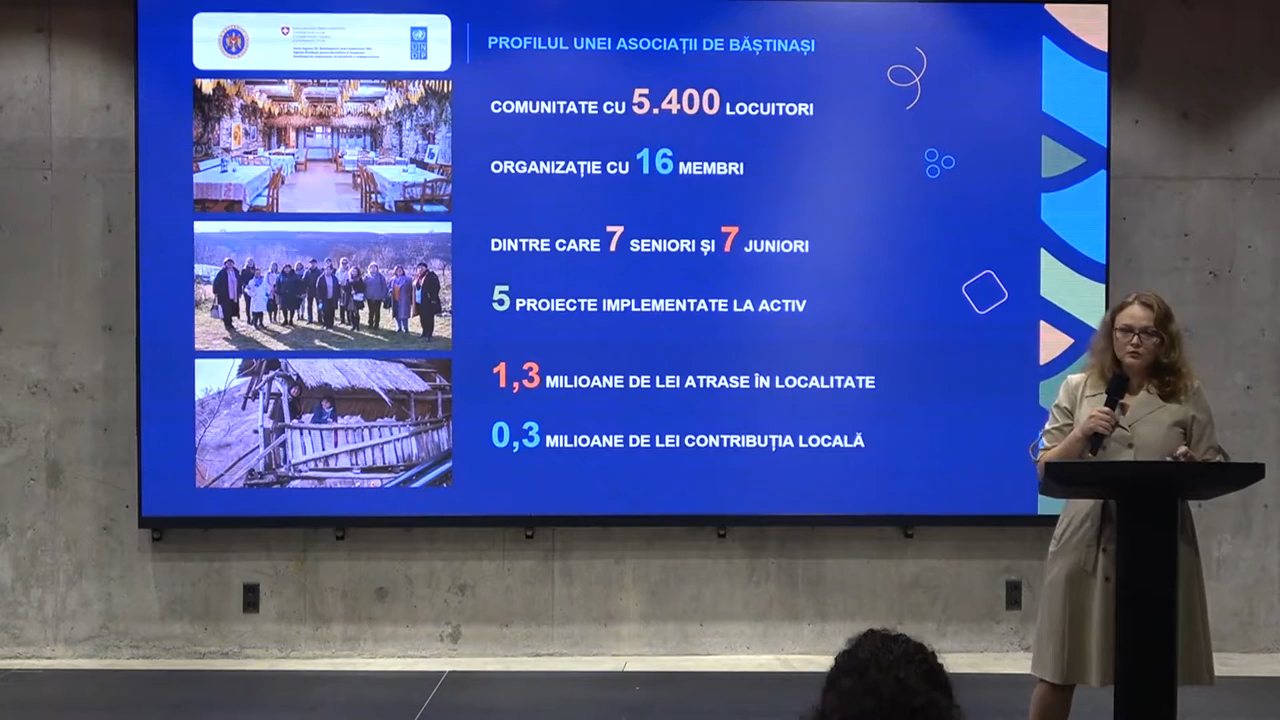 UN
DP
PROFILUL UNEI ASOCIAȚII DE BĂȘTINAȘI
COMUNITATE CU 5.400 LOCUITORI
ORGANIZAȚIE CU 16 MEMBRI
DINTRE CARE 7 SENIORI ȘI 7 JUNIORI
5 PROIECTE IMPLEMENTATE LA ACTIV
1,3 MILIOANE DE LEI ATRASE ÎN LOCALITATE
0,3 MILIOANE DE LEI CONTRIBUȚIA LOCALĂ